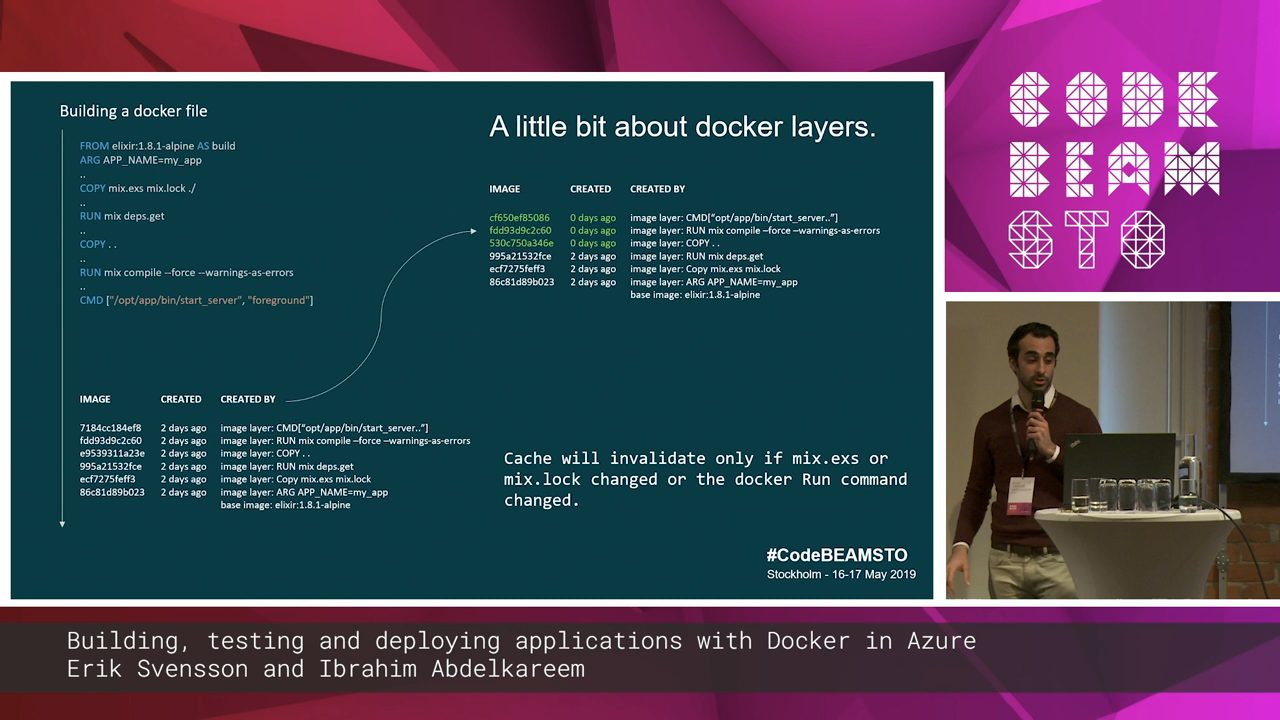 Building a docker file
FROM elixir:1.8.1-alpine AS build
ARG APP_NAME=my_app
..
COPY mix.exs mix.lock ./
..
RUN mix deps.get
..
COPY . .
..
RUN mix compile --force --warnings-as-errors
..
CMD ["/opt/app/bin/start_server", "foreground"]
IMAGE CREATED CREATED BY
7184cc184ef8 2 days ago image layer: CMD["opt/app/bin/start_server.."]
fdd93d9c2c60 2 days ago image layer: RUN mix compile –force –warnings-as-errors
e9539311a23e 2 days ago image layer: COPY . .
995a21532fce 2 days ago image layer: RUN mix deps.get
ecf7275feff3 2 days ago image layer: Copy mix.exs mix.lock
86c81d89b023 2 days ago image layer: ARG APP_NAME=my_app
base image: elixir:1.8.1-alpine
A little bit about docker layers.
IMAGE CREATED CREATED BY
cf650ef85086 0 days ago image layer: CMD["opt/app/bin/start_server.."]
fdd93d9c2c60 0 days ago image layer: RUN mix compile –force –warnings-as-errors
530c750a346e 0 days ago image layer: COPY . .
995a21532fce 2 days ago image layer: RUN mix deps.get
ecf7275feff3 2 days ago image layer: Copy mix.exs mix.lock
86c81d89b023 2 days ago image layer: ARG APP_NAME=my_app
base image: elixir:1.8.1-alpine
Cache will invalidate only if mix.exs or
mix.lock changed or the docker Run command
changed.
#CodeBEAMSTO
Stockholm - 16-17 May 2019
CODE
BEAM
STO
Building, testing and deploying applications with Docker in Azure
Erik Svensson and Ibrahim Abdelkareem